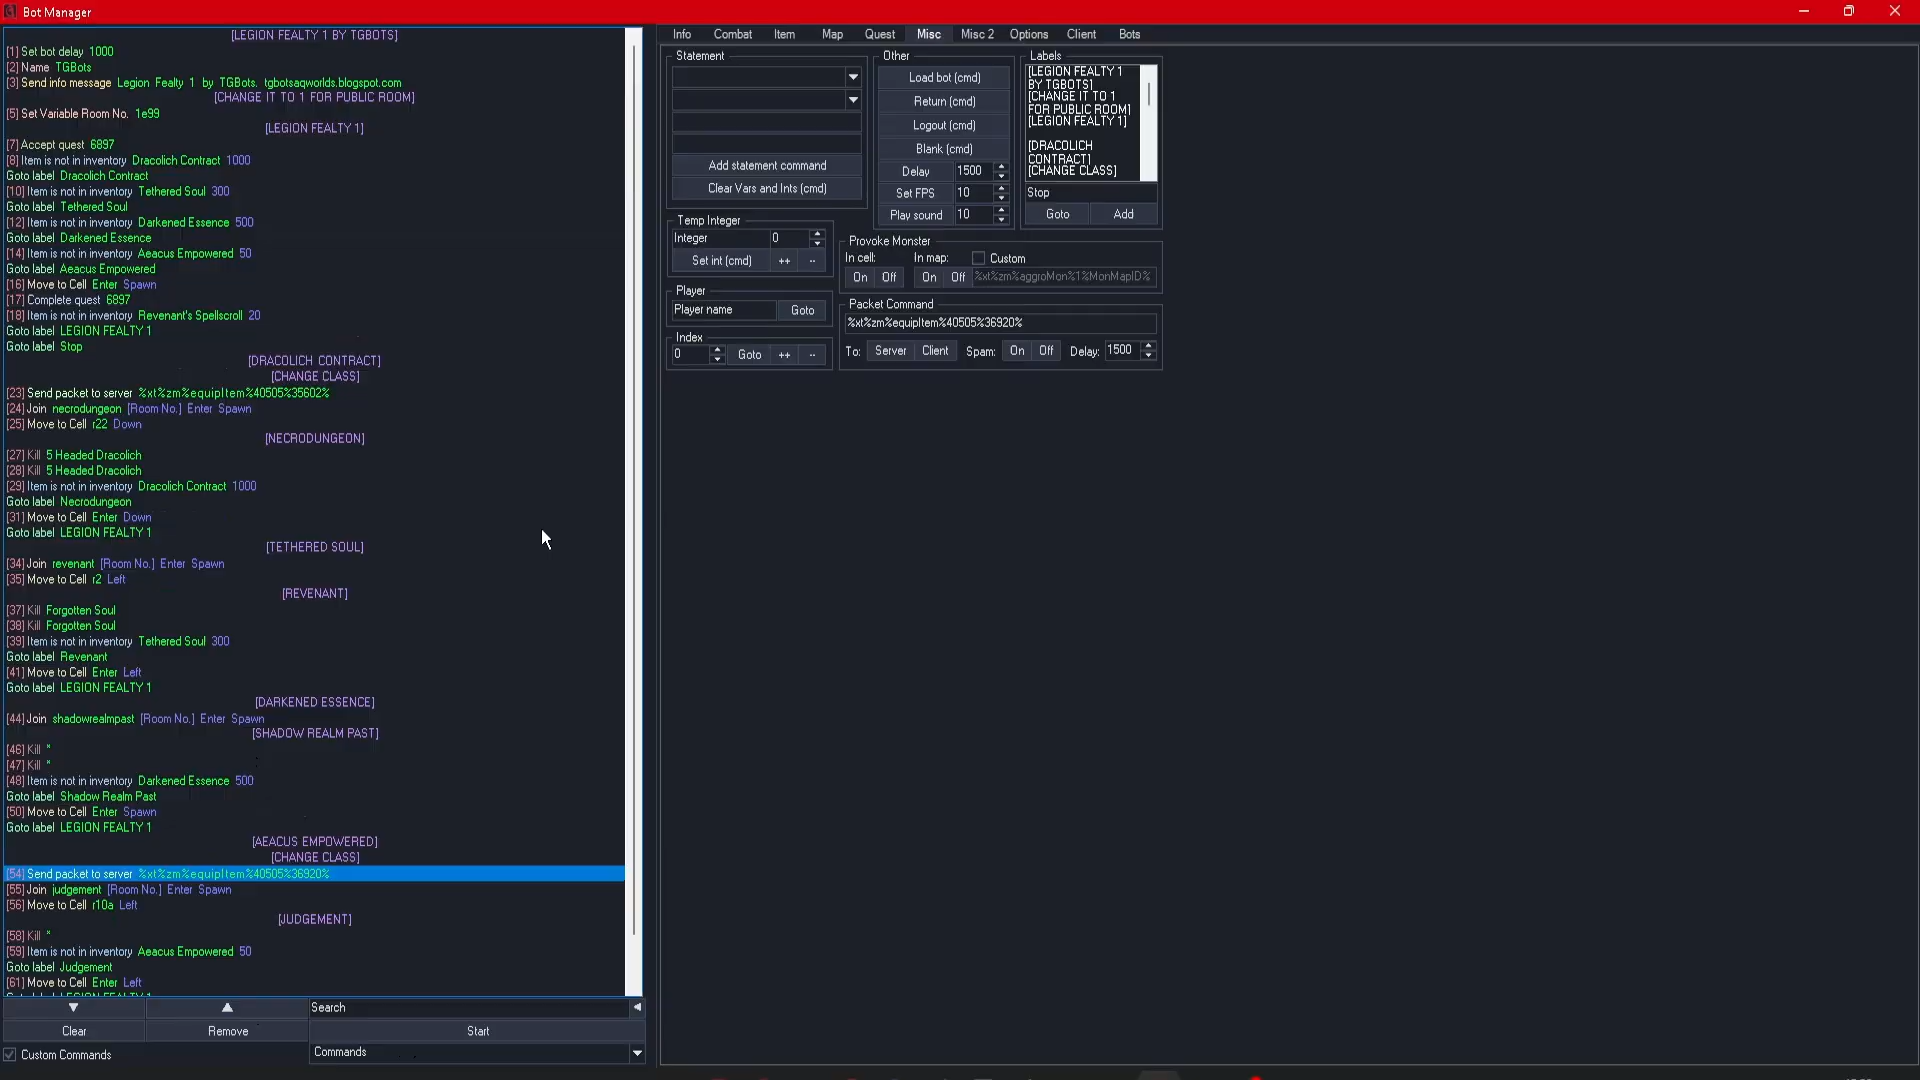 Bot Manager
[LEGION FEALTY 1 BY TGBOTS]
[1] Set bot delay 1000
[2] Name TGBots
[3] Send info message Legion Fealty 1 by TGBots. tgbotsaqworlds.blogspot.com
[CHANGE IT TO 1 FOR PUBLIC ROOM]
[5] Set Variable Room No. 1e99
[LEGION FEALTY 1]
[7] Accept quest 6897
[8] Item is not in inventory Dracolich Contract 1000
Goto label Dracolich Contract
[10] Item is not in inventory Tethered Soul 300
Goto label Tethered Soul
[12] Item is not in inventory Darkened Essence 500
Goto label Darkened Essence
[14] Item is not in inventory Aeacus Empowered 50
Goto label Aeacus Empowered
[16] Move to Cell Enter Spawn
[17] Complete quest 6897
[18] Item is not in inventory Revenant's Spellscroll 20
Goto label LEGION FEALTY 1
Goto label Stop
[DRACOLICH CONTRACT]
[CHANGE CLASS]
[23] Send packet to server %xt%zm%equipItem%40505%35602%
[24] Join necrodungeon [Room No.] Enter Spawn
[25] Move to Cell r22 Down
[NECRODUNGEON]
[27] Kill 5 Headed Dracolich
[28] Kill 5 Headed Dracolich
[29] Item is not in inventory Dracolich Contract 1000
Goto label Necrodungeon
[31] Move to Cell Enter Down
Goto label LEGION FEALTY 1
[TETHERED SOUL]
[34] Join revenant [Room No.] Enter Spawn
[35] Move to Cell r2 Left
[REVENANT]
[37] Kill Forgotten Soul
[38] Kill Forgotten Soul
[39] Item is not in inventory Tethered Soul 300
Goto label Revenant
[41] Move to Cell Enter Left
Goto label LEGION FEALTY 1
[DARKENED ESSENCE]
[44] Join shadowrealmpast [Room No.] Enter Spawn
[SHADOW REALM PAST]
[46] Kill *
[47] Kill *
[48] Item is not in inventory Darkened Essence 500
Goto label Shadow Realm Past
[50] Move to Cell Enter Spawn
Goto label LEGION FEALTY 1
[AEACUS EMPOWERED]
[CHANGE CLASS]
[54] Send packet to server %xt%zm%equipItem%40505%36920%
[55] Join judgement [Room No.] Enter Spawn
[56] Move to Cell r10a Left
[JUDGEMENT]
[58] Kill *
[59] Item is not in inventory Aeacus Empowered 50
Goto label Judgement
[61] Move to Cell Enter Left
Search
Clear Remove Start
Custom Commands Commands
Info Combat Item Map Quest Misc Misc 2 Options Client Bots
Statement
Add statement command
Clear Vars and Ints (cmd)
Temp Integer
Integer 0
Set int (cmd) ++ --
Player
Player name Goto
Index
0 Goto ++ --
Other
Load bot (cmd)
Return (cmd)
Logout (cmd)
Blank (cmd)
Delay 1500
Set FPS 10
Play sound 10
Labels
[LEGION FEALTY 1
BY TGBOTS]
[CHANGE IT TO 1
FOR PUBLIC ROOM]
[LEGION FEALTY 1]
[DRACOLICH
CONTRACT]
[CHANGE CLASS]
Stop
Goto Add
Provoke Monster
In cell: In map: Custom
On Off On Off %xt%zm%aggroMon%1%MonMapID%
Packet Command
%xt%zm%equipItem%40505%36920%
To: Server Client Spam: On Off Delay: 1500